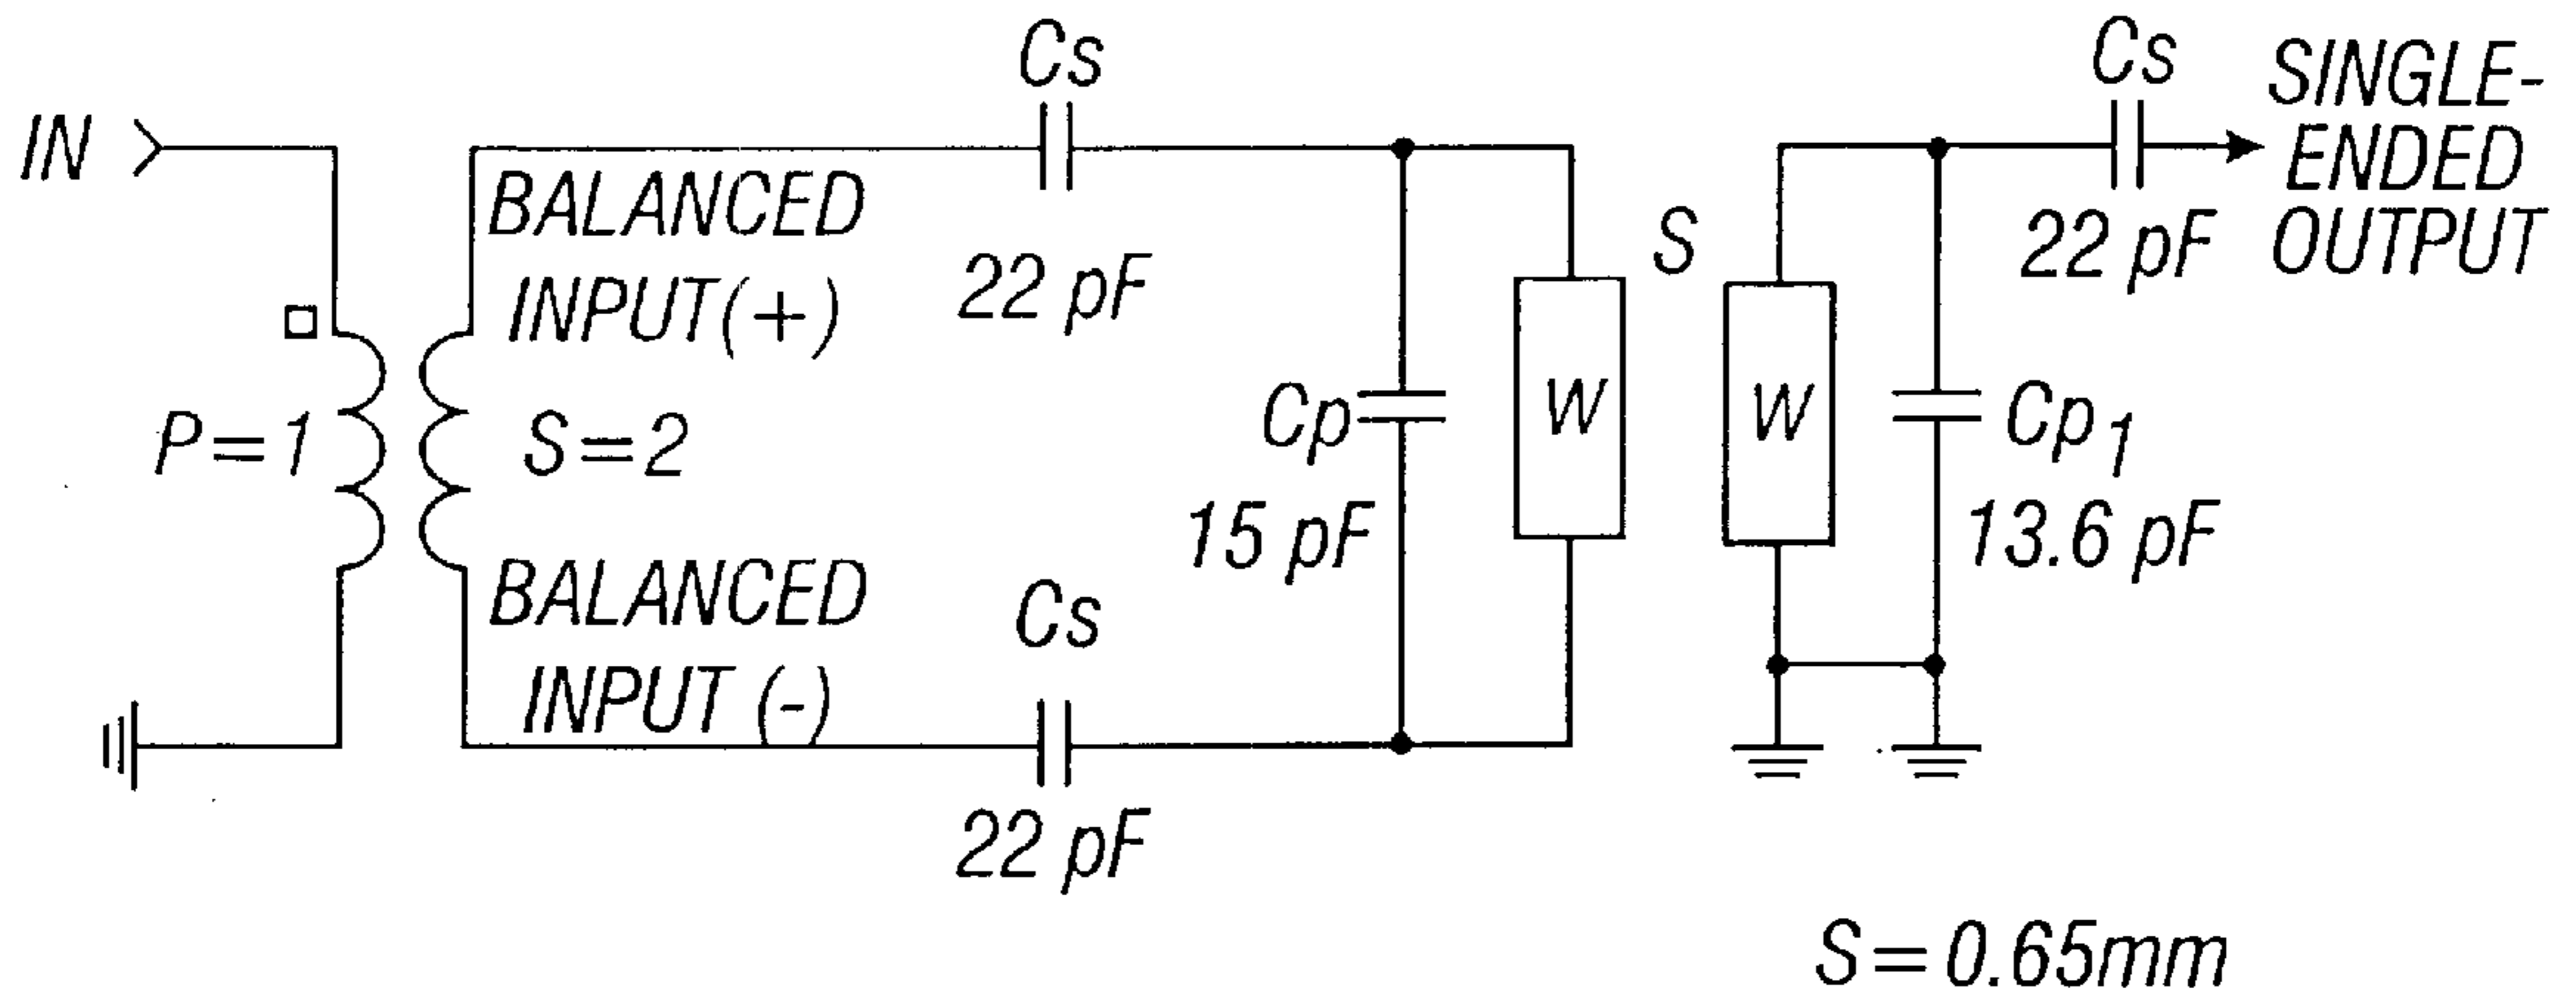 IN
P=1
S=2
BALANCED
INPUT(+)
BALANCED
INPUT (-)
Cs
22 pF
Cs
22 pF
Cp
15 pF
W
S
W
Cp1
13.6 pF
Cs
22 pF
SINGLE-
ENDED
OUTPUT
S=0.65mm